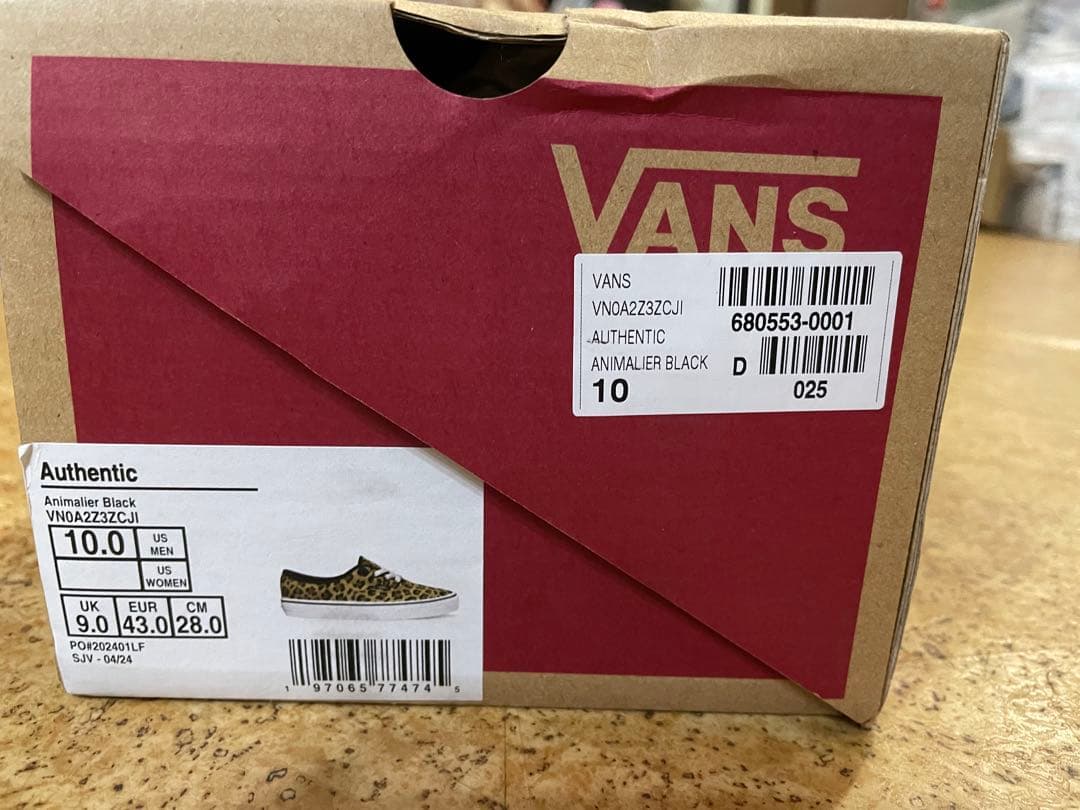 VANS
VANS
VN0A2Z3ZCJI
680553-0001
AUTHENTIC
ANIMALIER BLACK
D
10
025
Authentic
Animalier Black
VN0A2Z3ZCJI
10.0 US MEN
US WOMEN
UK EUR CM
9.0 43.0 28.0
PO#202401LF
SJV - 04/24
1 97065 77474 5